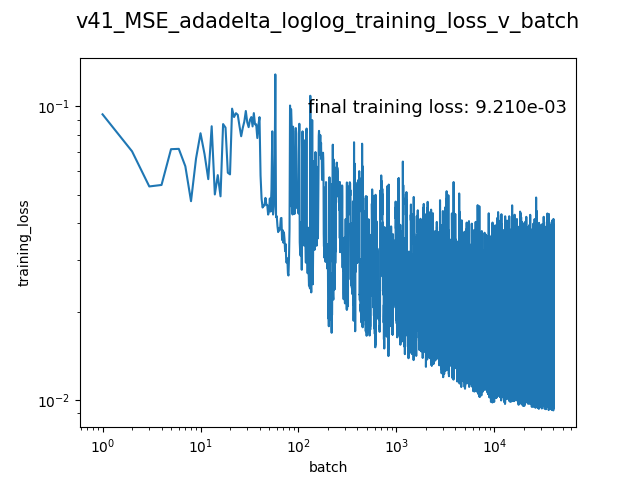 v41_MSE_adadelta_loglog_training_loss_v_batch
final training loss: 9.210e-03
training_loss
10⁻¹
10⁻²
10⁰ 10¹ 10² 10³ 10⁴
batch